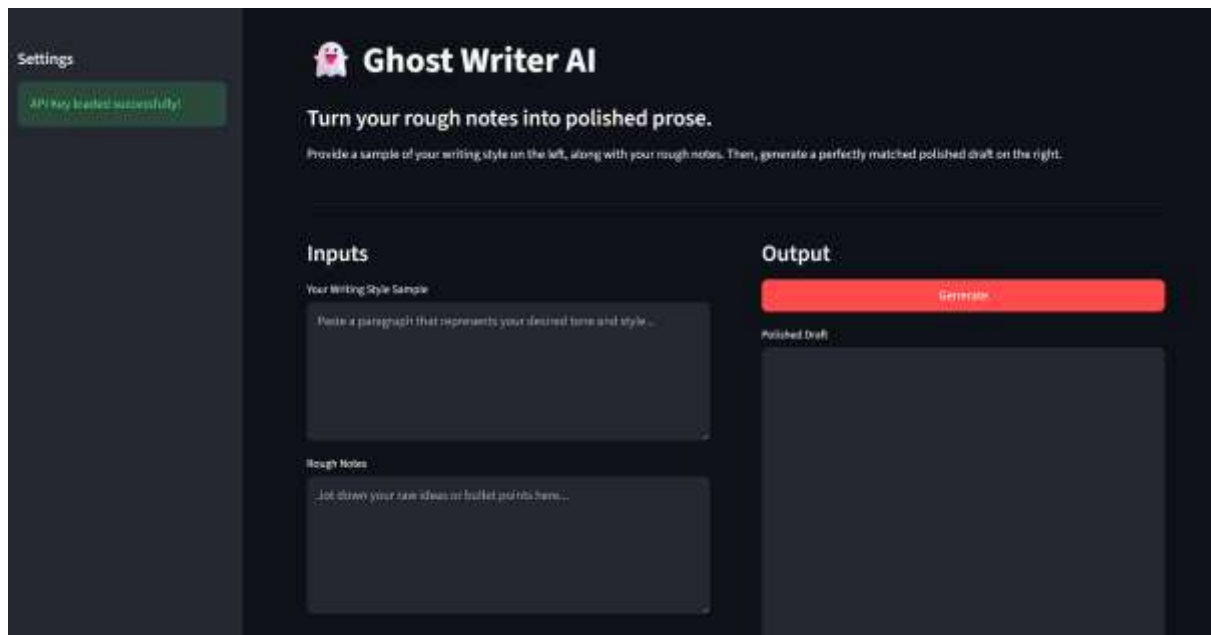 Settings
API Key loaded successfully!
Ghost Writer AI
Turn your rough notes into polished prose.
Provide a sample of your writing style on the left, along with your rough notes. Then, generate a perfectly matched polished draft on the right.
Inputs
Your Writing Style Sample
Paste a paragraph that represents your desired tone and style...
Rough Notes
Jot down your raw ideas or bullet points here...
Output
Generate
Polished Draft